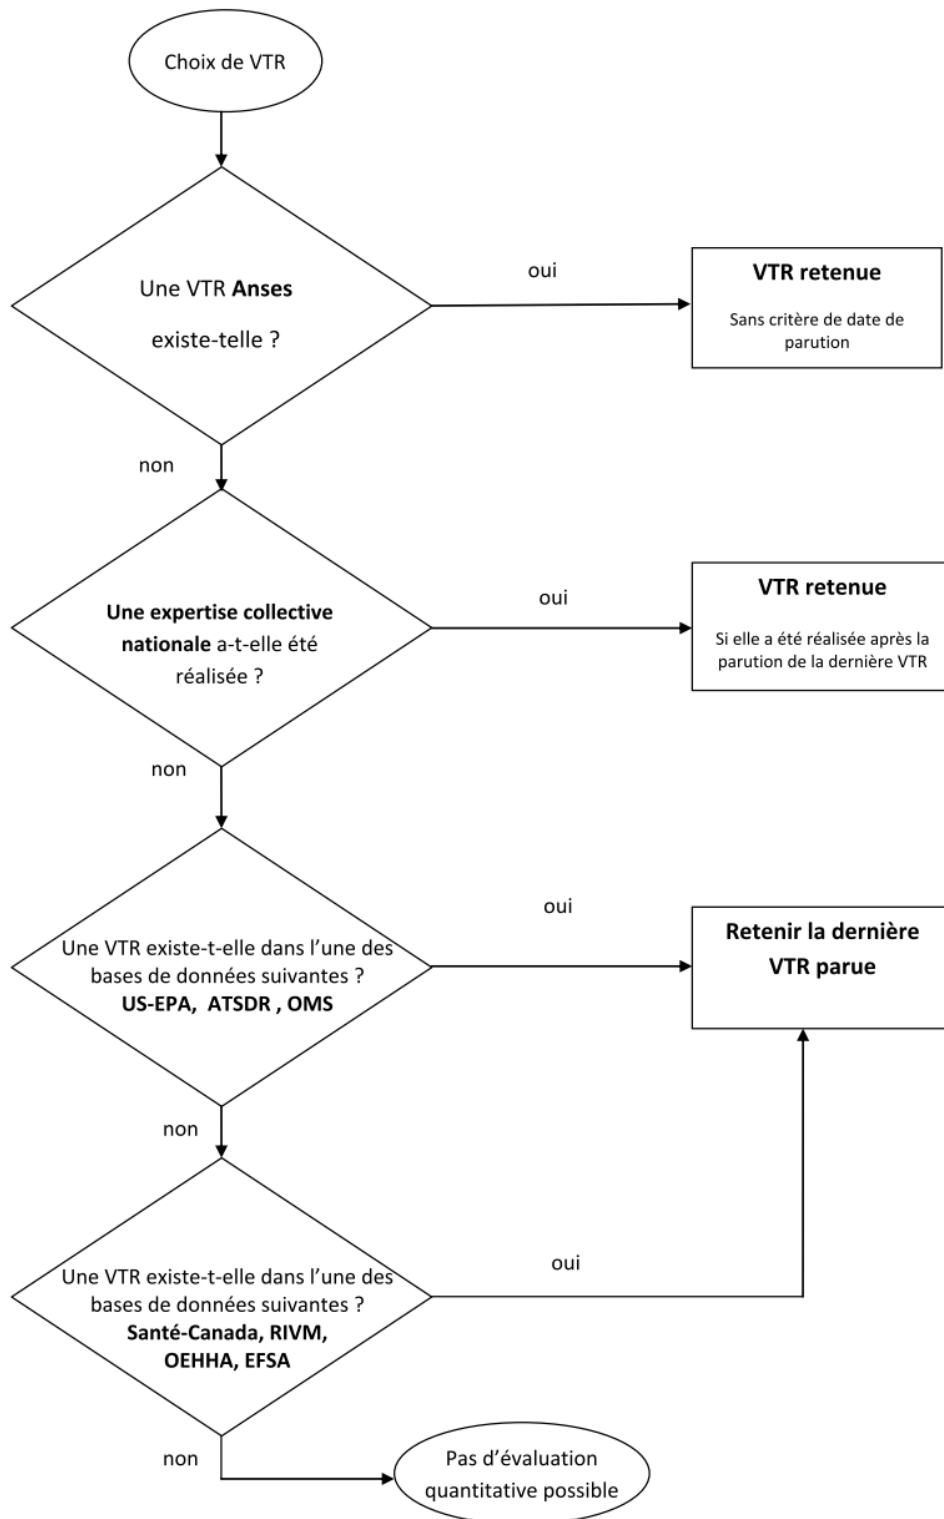 Choix de VTR
Une VTR Anses
existe-telle ?
oui
VTR retenue
Sans critère de date de
parution
non
Une expertise collective
nationale a-t-elle été
réalisée ?
oui
VTR retenue
Si elle a été réalisée après la
parution de la dernière VTR
non
Une VTR existe-t-elle dans l’une des
bases de données suivantes ?
US-EPA, ATSDR , OMS
oui
Retenir la dernière
VTR parue
non
Une VTR existe-t-elle dans l’une des
bases de données suivantes ?
Santé-Canada, RIVM,
OEHHA, EFSA
oui
non
Pas d’évaluation
quantitative possible